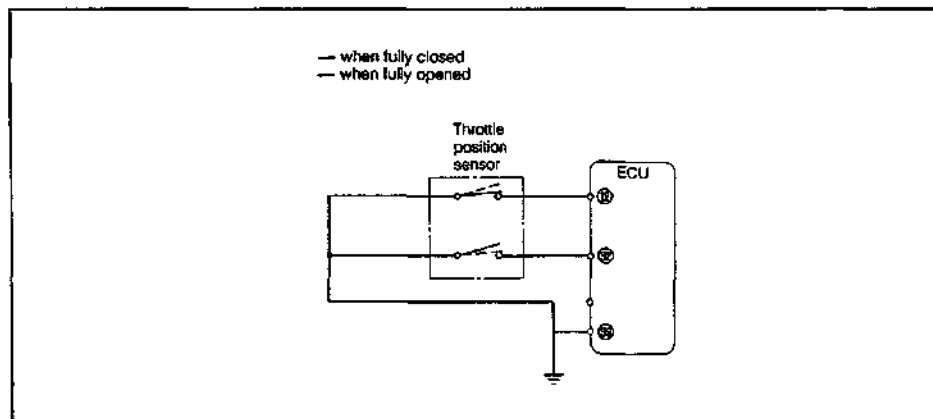 — when fully closed
— when fully opened
Throttle
position
sensor
ECU